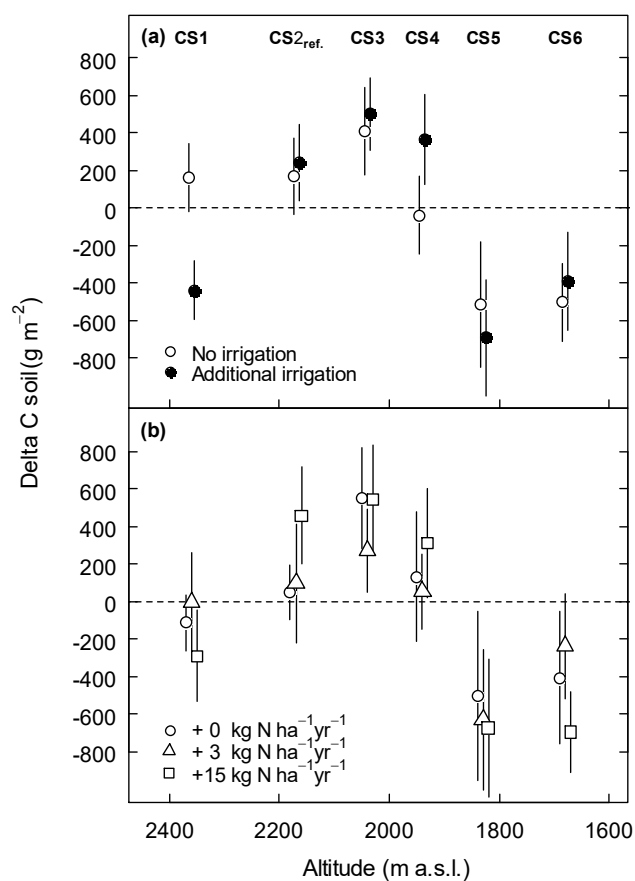 (a) CS1 CS2ref. CS3 CS4 CS5 CS6
800
600
400
200
0
-200
-400
-600
-800
No irrigation
Additional irrigation
Delta C soil (g m⁻²)
(b)
800
600
400
200
0
-200
-400
-600
-800
+ 0 kg N ha⁻¹yr⁻¹
+ 3 kg N ha⁻¹yr⁻¹
+15 kg N ha⁻¹yr⁻¹
2400 2200 2000 1800 1600
Altitude (m a.s.l.)